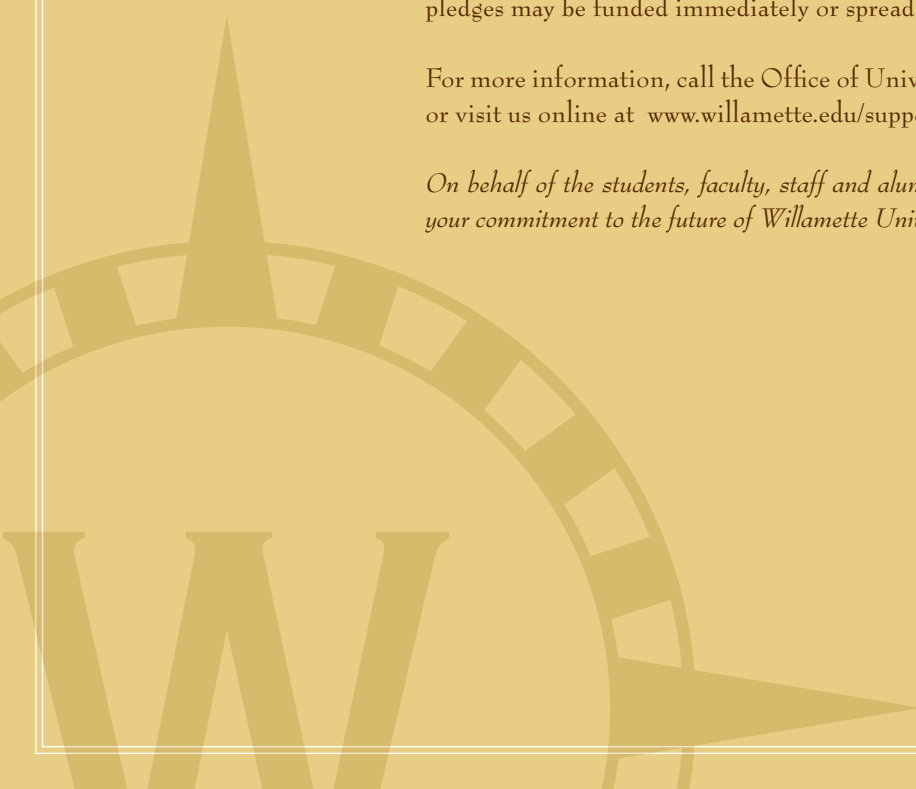 pledges may be funded immediately or spread
For more information, call the Office of Univ
or visit us online at www.willamette.edu/supp
On behalf of the students, faculty, staff and alum
your commitment to the future of Willamette Uni
W